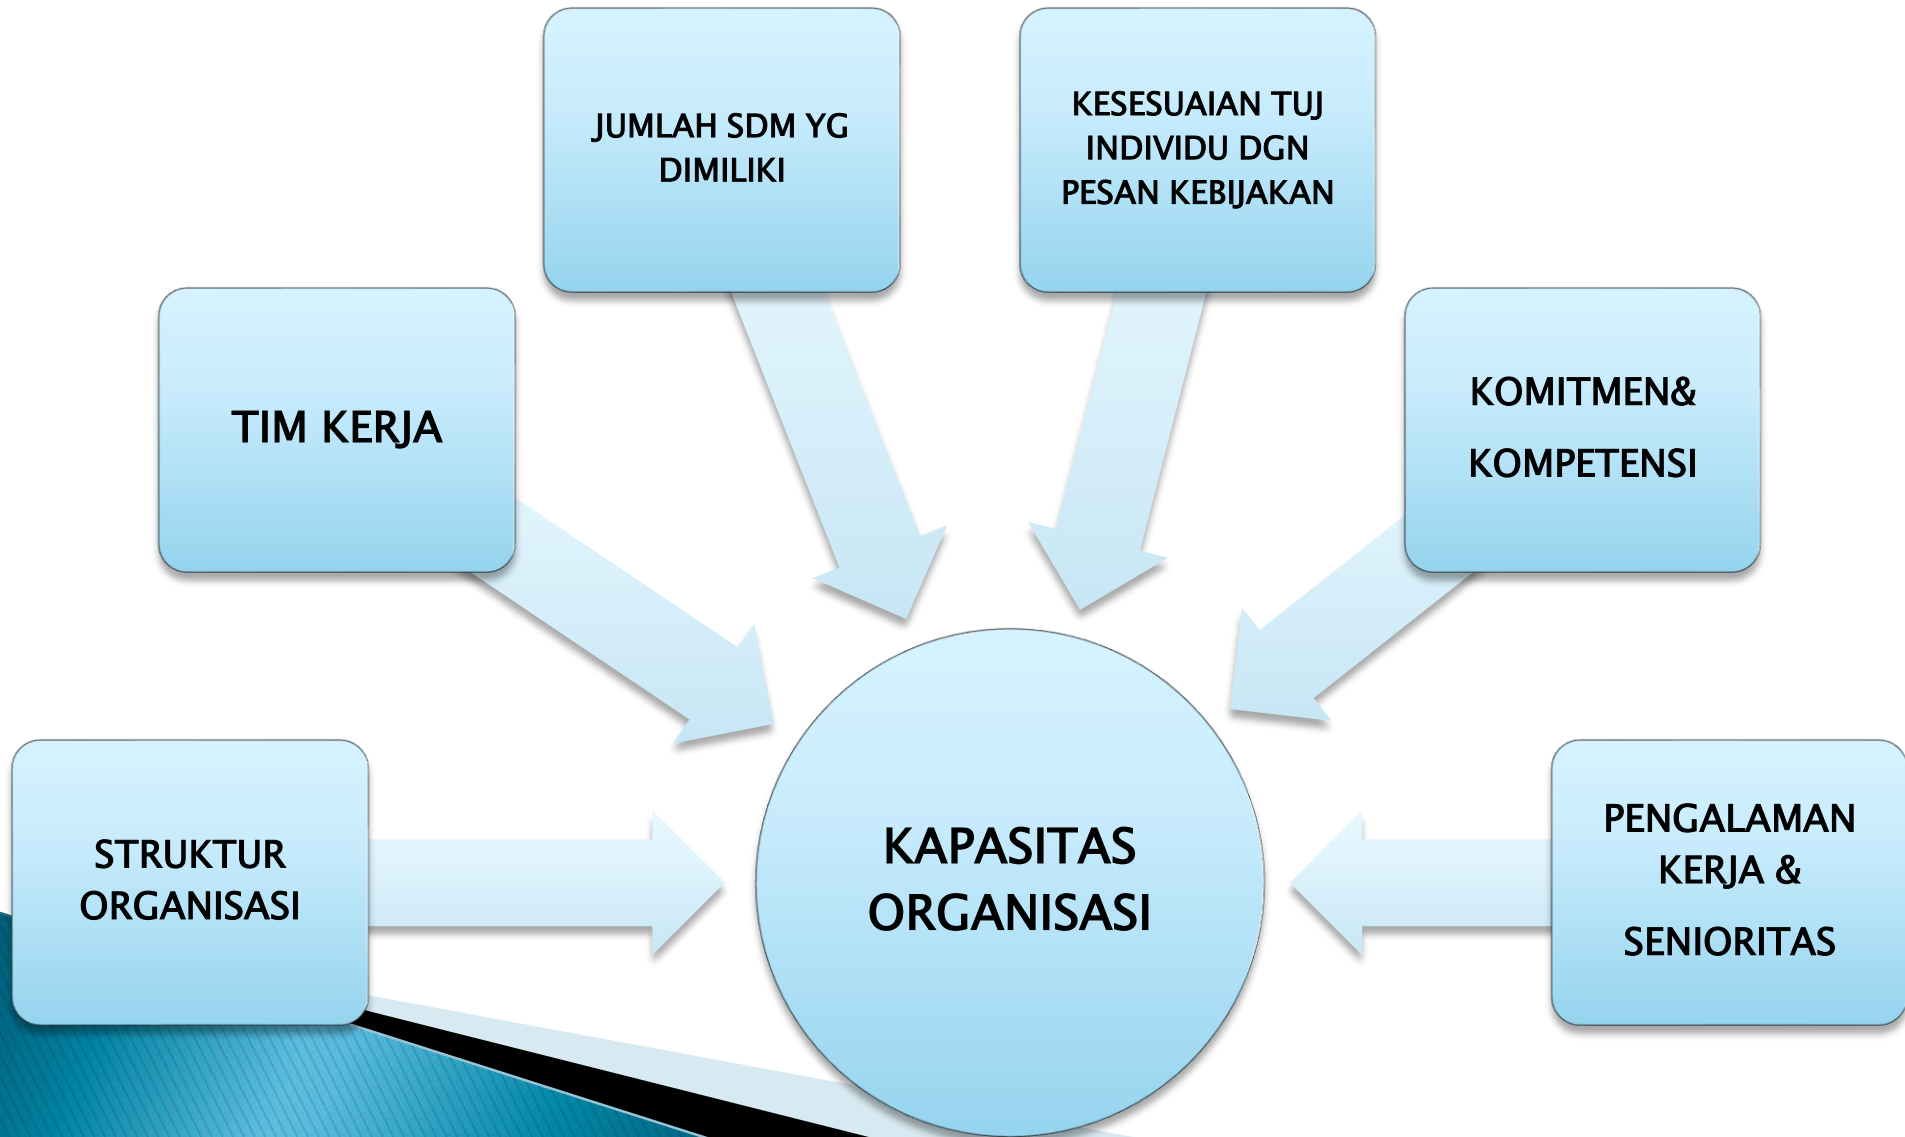 JUMLAH SDM YG
DIMILIKI
KESESUAIAN TUJ
INDIVIDU DGN
PESAN KEBIJAKAN
TIM KERJA
KOMITMEN&
KOMPETENSI
STRUKTUR
ORGANISASI
KAPASITAS
ORGANISASI
PENGALAMAN
KERJA &
SENIORITAS